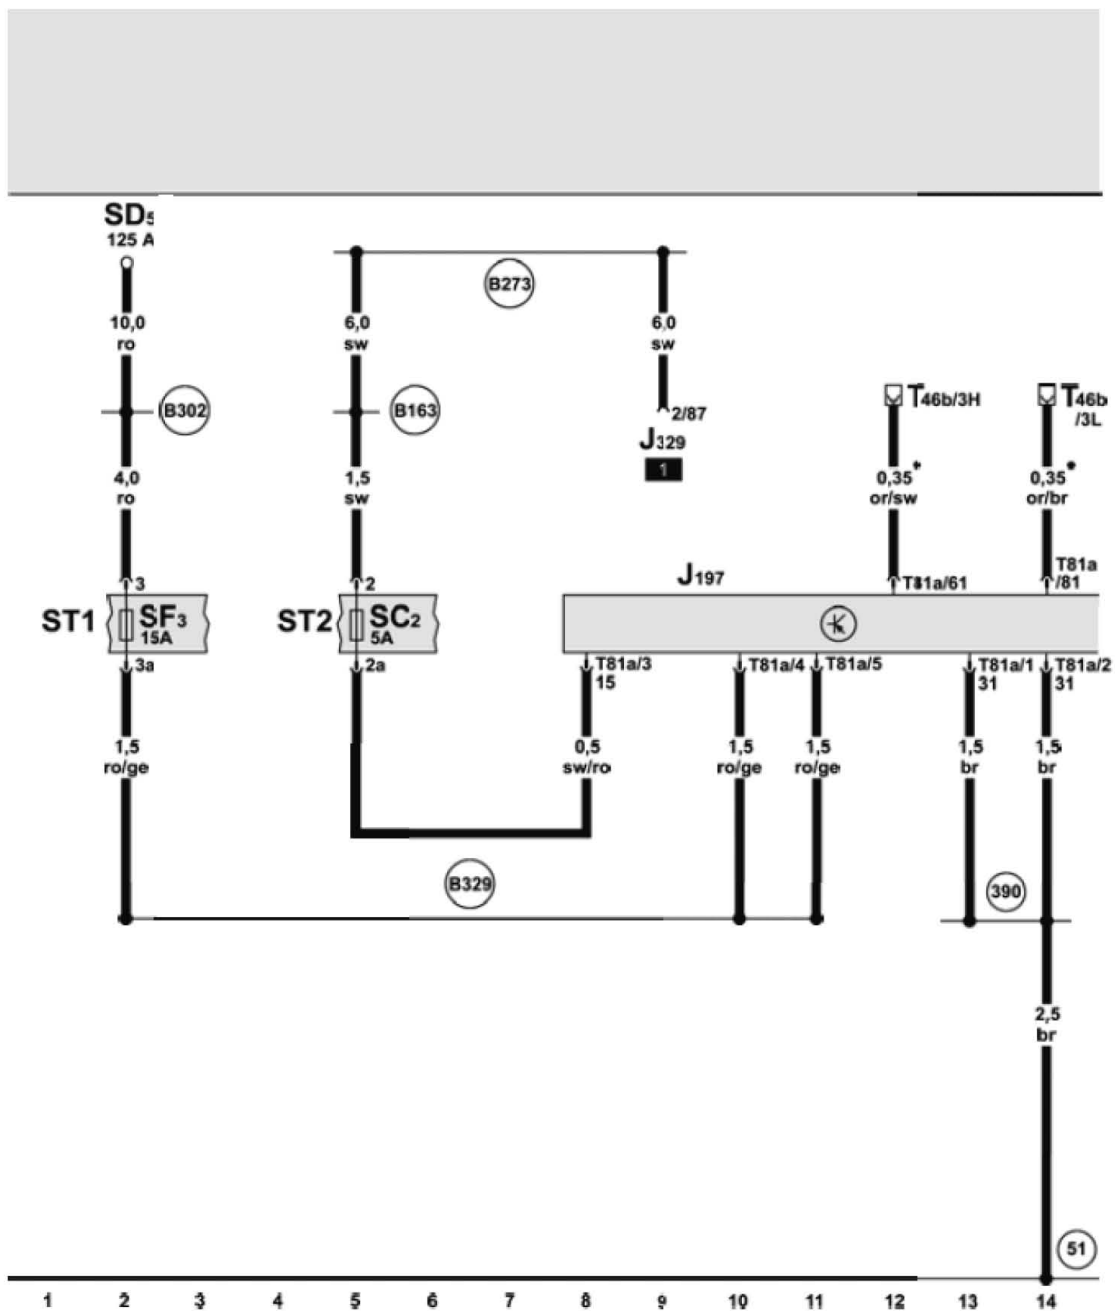 SD5
125 A
B273
10,0
ro
6,0
sw
6,0
sw
B302
B163
2/87
J329
1
T46b/3H
T46b
/3L
4,0
ro
1,5
sw
0,35*
or/sw
0,35*
or/br
3
2
J197
T81a/61
T81a
/81
ST1
SF3
15A
ST2
SC2
5A
3a
2a
T81a/3
15
T81a/4
T81a/5
T81a/1
31
T81a/2
31
1,5
ro/ge
0,5
sw/ro
1,5
ro/ge
1,5
ro/ge
1,5
br
1,5
br
B329
390
2,5
br
51
1 2 3 4 5 6 7 8 9 10 11 12 13 14